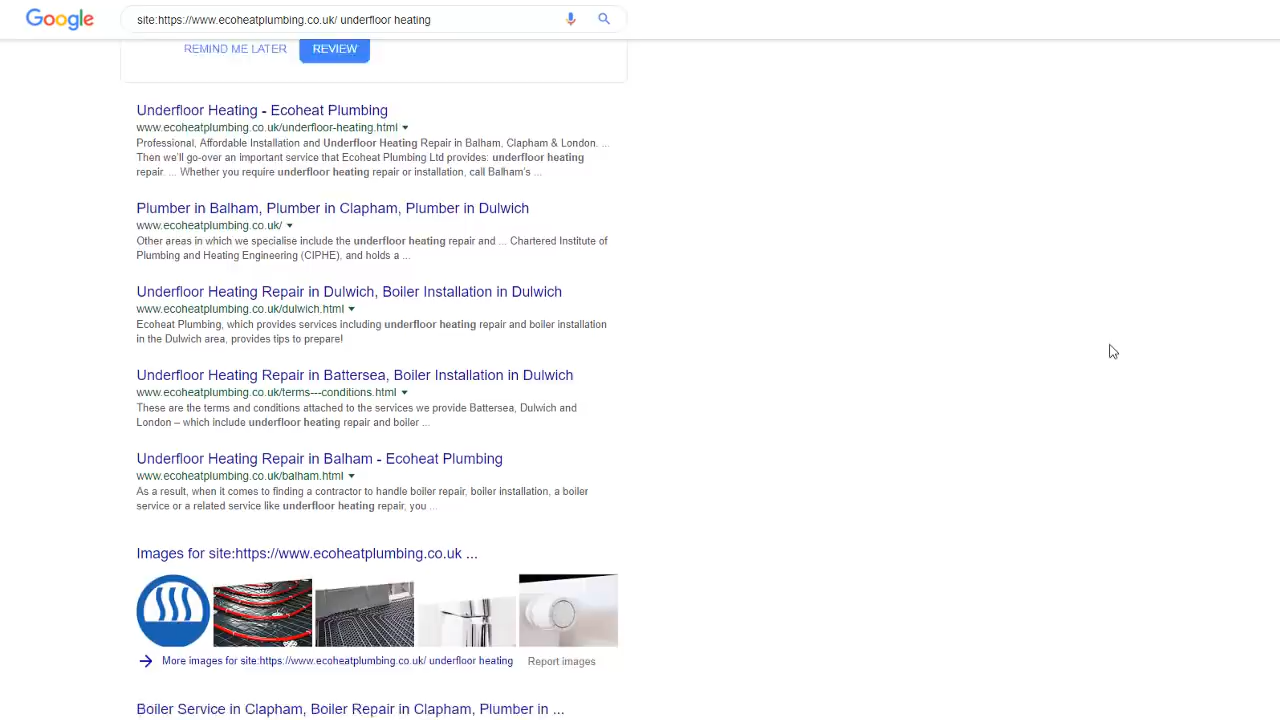 Google
site:https://www.ecoheatplumbing.co.uk/ underfloor heating
REMIND ME LATER
REVIEW
Underfloor Heating - Ecoheat Plumbing
www.ecoheatplumbing.co.uk/underfloor-heating.html
Professional, Affordable Installation and Underfloor Heating Repair in Balham, Clapham & London. ...
Then we'll go-over an important service that Ecoheat Plumbing Ltd provides: underfloor heating
repair. ... Whether you require underfloor heating repair or installation, call Balham's ...
Plumber in Balham, Plumber in Clapham, Plumber in Dulwich
www.ecoheatplumbing.co.uk/
Other areas in which we specialise include the underfloor heating repair and ... Chartered Institute of
Plumbing and Heating Engineering (CIPHE), and holds a ...
Underfloor Heating Repair in Dulwich, Boiler Installation in Dulwich
www.ecoheatplumbing.co.uk/dulwich.html
Ecoheat Plumbing, which provides services including underfloor heating repair and boiler installation
in the Dulwich area, provides tips to prepare!
Underfloor Heating Repair in Battersea, Boiler Installation in Dulwich
www.ecoheatplumbing.co.uk/terms---conditions.html
These are the terms and conditions attached to the services we provide Battersea, Dulwich and
London – which include underfloor heating repair and boiler ...
Underfloor Heating Repair in Balham - Ecoheat Plumbing
www.ecoheatplumbing.co.uk/balham.html
As a result, when it comes to finding a contractor to handle boiler repair, boiler installation, a boiler
service or a related service like underfloor heating repair, you ...
Images for site:https://www.ecoheatplumbing.co.uk ...
More images for site:https://www.ecoheatplumbing.co.uk/ underfloor heating
Report images
Boiler Service in Clapham, Boiler Repair in Clapham, Plumber in ...